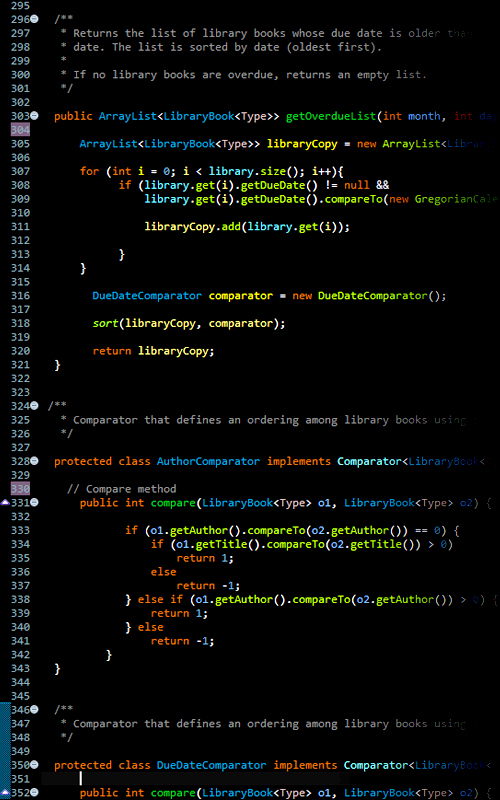 295
296 /**
297 * Returns the list of library books whose due date is older than
298 * date. The list is sorted by date (oldest first).
299 *
300 * If no library books are overdue, returns an empty list.
301 */
302
303 public ArrayList<LibraryBook<Type>> getOverdueList(int month, int
304
305 ArrayList<LibraryBook<Type>> libraryCopy = new ArrayList<
306
307 for (int i = 0; i < library.size(); i++){
308 if (library.get(i).getDueDate() != null &&
309 library.get(i).getDueDate().compareTo(new
310
311 libraryCopy.add(library.get(i));
312
313 }
314 }
315
316 DueDateComparator comparator = new DueDateComparator();
317
318 sort(libraryCopy, comparator);
319
320 return libraryCopy;
321 }
322
323
324 /**
325 * Comparator that defines an ordering among library books using
326 */
327
328 protected class AuthorComparator implements Comparator<LibraryBook<
329
330 // Compare method
331 public int compare(LibraryBook<Type> o1, LibraryBook<Type> o2) {
332
333 if (o1.getAuthor().compareTo(o2.getAuthor()) == 0) {
334 if (o1.getTitle().compareTo(o2.getTitle()) > 0)
335 return 1;
336 else
337 return -1;
338 } else if (o1.getAuthor().compareTo(o2.getAuthor()) > 0) {
339 return 1;
340 } else
341 return -1;
342 }
343 }
344
345
346 /**
347 * Comparator that defines an ordering among library books using
348 */
349
350 protected class DueDateComparator implements Comparator<LibraryBook<
351
352 public int compare(LibraryBook<Type> o1, LibraryBook<Type> o2) {